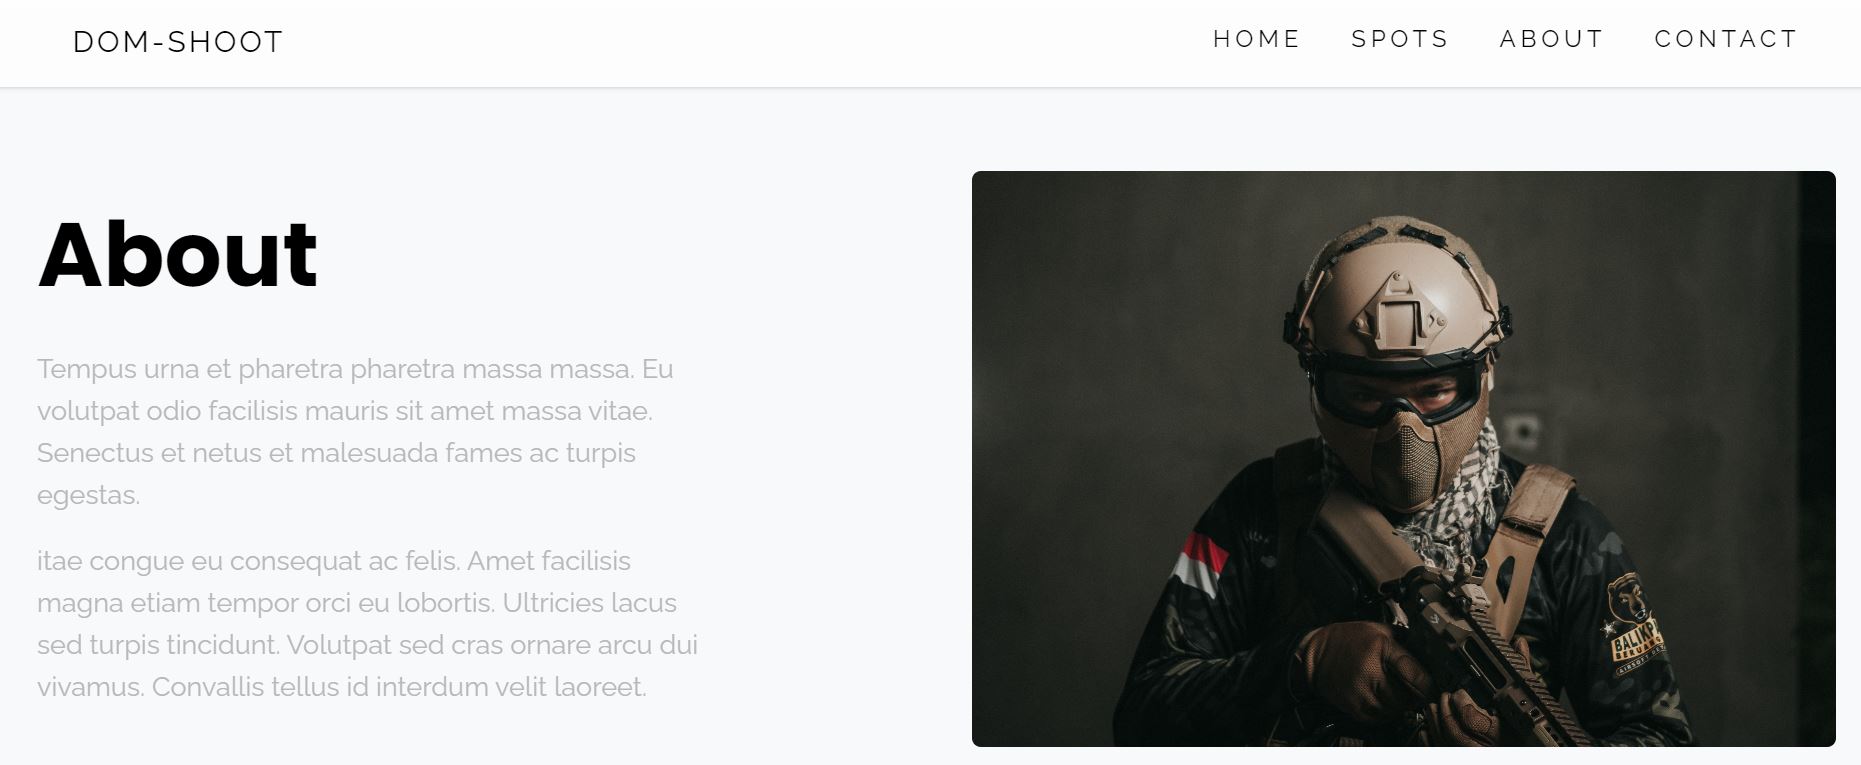 DOM-SHOOT
HOME SPOTS ABOUT CONTACT
About
Tempus urna et pharetra pharetra massa massa. Eu
volutpat odio facilisis mauris sit amet massa vitae.
Senectus et netus et malesuada fames ac turpis
egestas.
itae congue eu consequat ac felis. Amet facilisis
magna etiam tempor orci eu lobortis. Ultricies lacus
sed turpis tincidunt. Volutpat sed cras ornare arcu dui
vivamus. Convallis tellus id interdum velit laoreet.